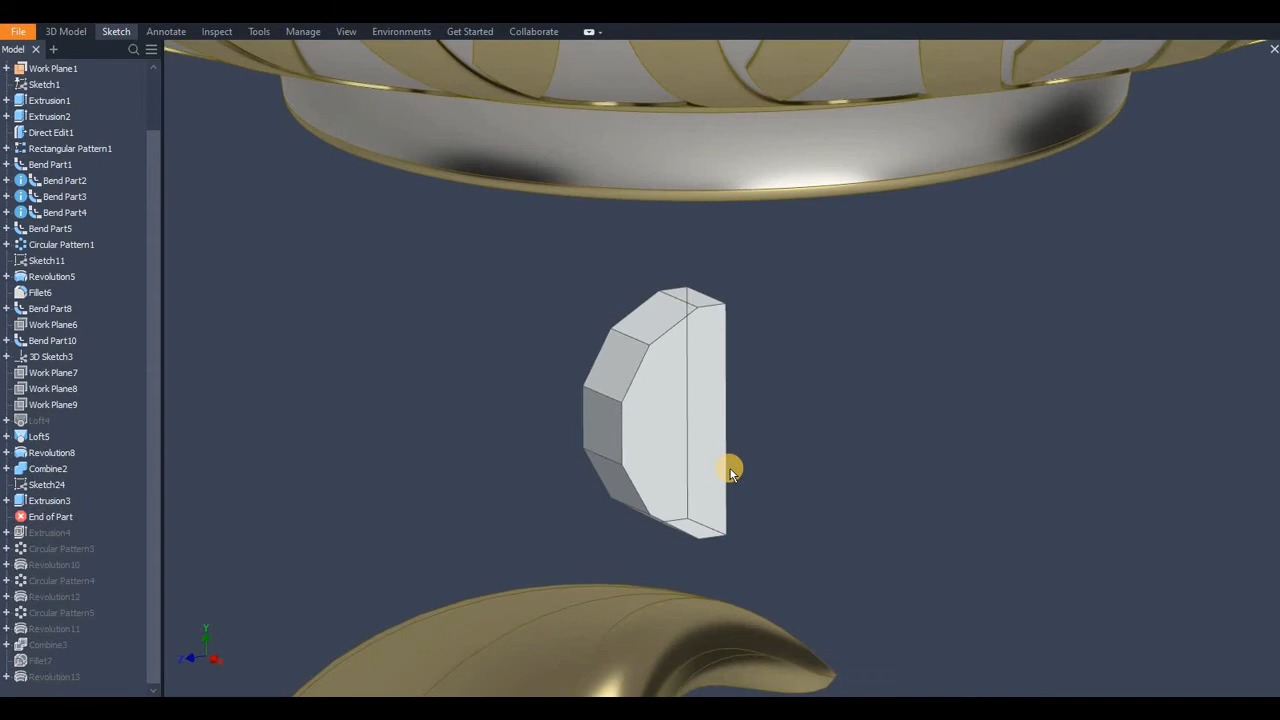 File 3D Model Sketch Annotate Inspect Tools Manage View Environments Get Started Collaborate
Model
Work Plane1
Sketch1
Extrusion1
Extrusion2
Direct Edit1
Rectangular Pattern1
Bend Part1
Bend Part2
Bend Part3
Bend Part4
Bend Part5
Circular Pattern1
Sketch11
Revolution5
Fillet6
Bend Part8
Work Plane6
Bend Part10
3D Sketch3
Work Plane7
Work Plane8
Work Plane9
Loft4
Loft5
Revolution8
Combine2
Sketch24
Extrusion3
End of Part
Extrusion4
Circular Pattern3
Revolution10
Circular Pattern4
Revolution12
Circular Pattern5
Revolution11
Combine3
Fillet7
Revolution13
Y
Z